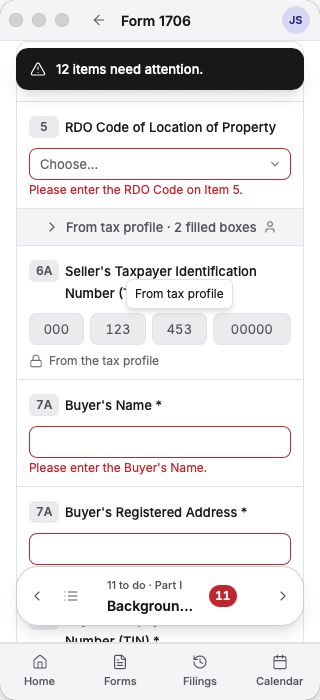 Form 1706
JS
12 items need attention.
5 RDO Code of Location of Property
Choose...
Please enter the RDO Code on Item 5.
From tax profile · 2 filled boxes
6A Seller's Taxpayer Identification
Number (
From tax profile
000 123 453 00000
From the tax profile
7A Buyer's Name *
Please enter the Buyer's Name.
7A Buyer's Registered Address *
11 to do · Part I
Backgroun...
11
Number (TIN) *
Home Forms Filings Calendar